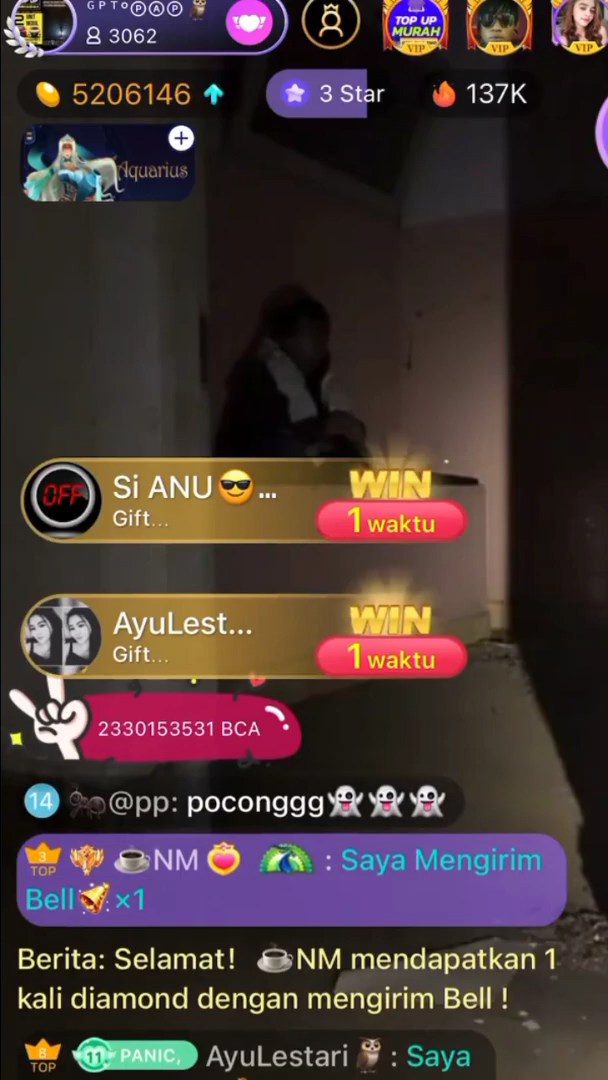 GPTOⓅⒶⓅ
3062
TOP UP
MURAH
VIP
VIP
VIP
5206146
3 Star
137K
Aquarius
OFF
Si ANU😎...
Gift...
WIN
1 waktu
AyuLest...
Gift...
WIN
1 waktu
2330153531 BCA
14 🐜@pp: poconggg👻👻👻
3 TOP ☕NM : Saya Mengirim
Bell ×1
Berita: Selamat! ☕NM mendapatkan 1
kali diamond dengan mengirim Bell !
8 TOP 11 PANIC, AyuLestari🦉: Saya